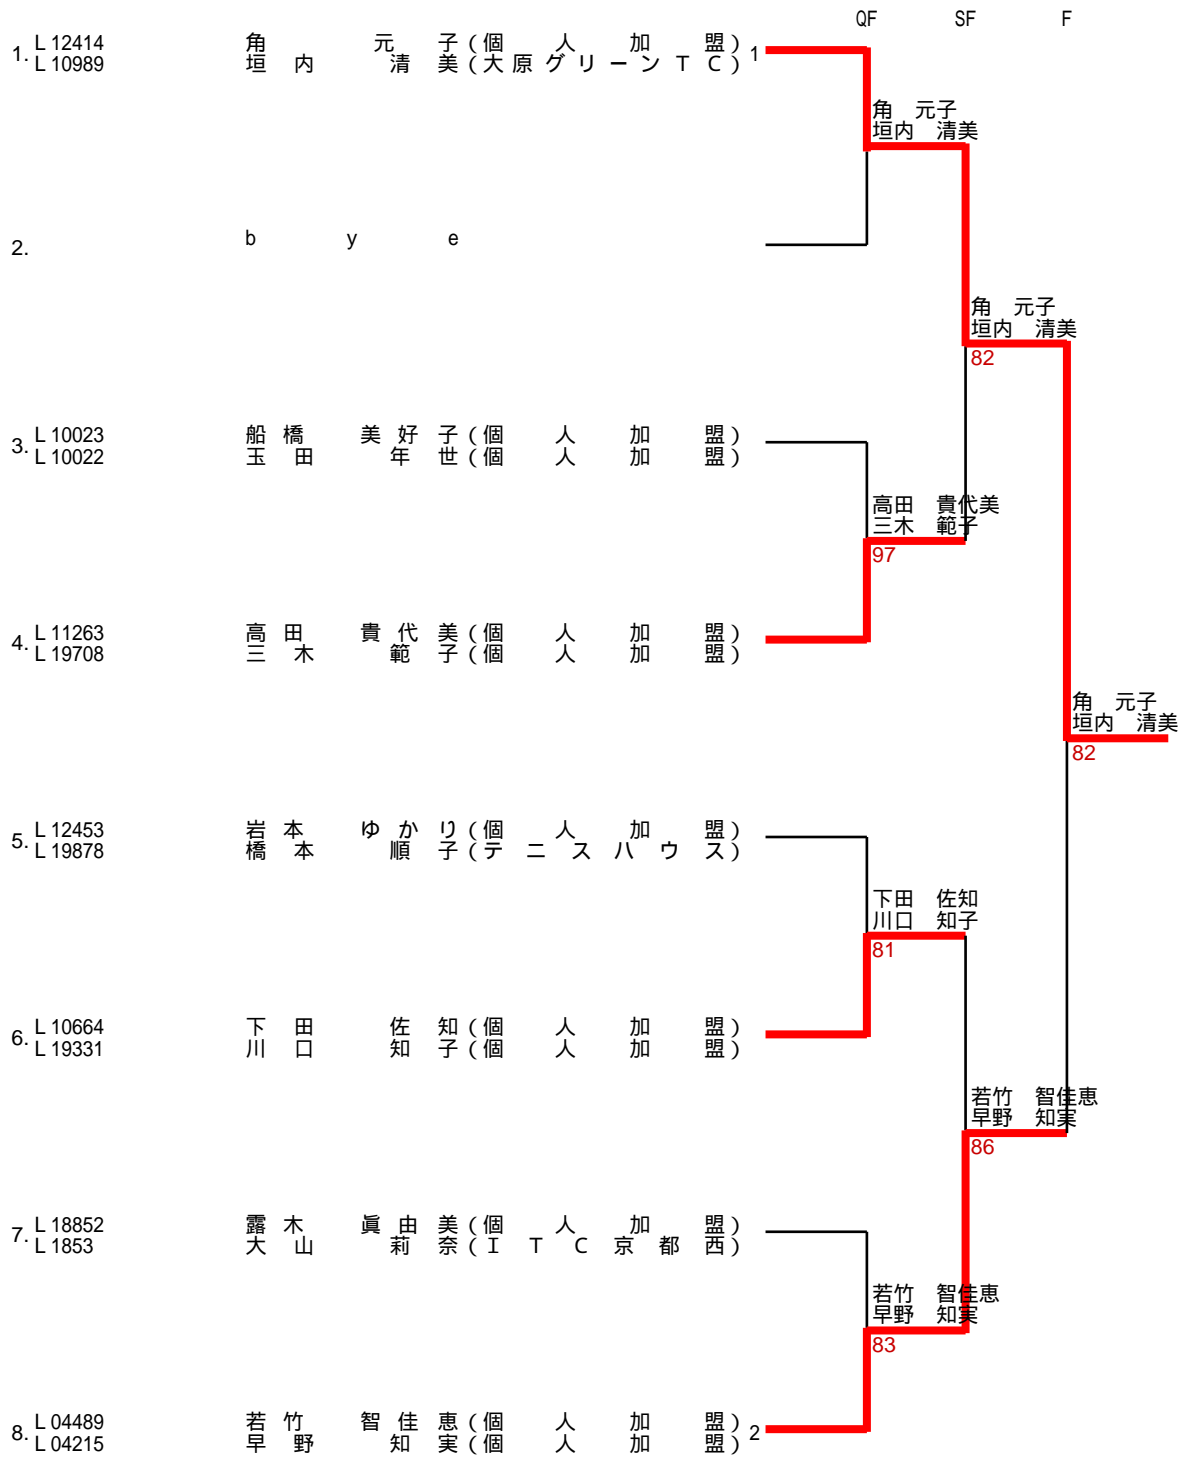 QF SF F
1. L 12414 角 元 子 ( 個 人 加 盟 ) 1
L 10989 垣 内 清 美 ( 大 原 グ リ ー ン T C )
角 元子
垣内 清美
2. b y e
角 元子
垣内 清美
82
3. L 10023 船 橋 美 好 子 ( 個 人 加 盟 )
L 10022 玉 田 年 世 ( 個 人 加 盟 )
高田 貴代美
三木 範子
97
4. L 11263 高 田 貴 代 美 ( 個 人 加 盟 )
L 19708 三 木 範 子 ( 個 人 加 盟 )
角 元子
垣内 清美
82
5. L 12453 岩 本 ゆ か り ( 個 人 加 盟 )
L 19878 橋 本 順 子 ( テ ニ ス ハ ウ ス )
下田 佐知
川口 知子
81
6. L 10664 下 田 佐 知 ( 個 人 加 盟 )
L 19331 川 口 知 子 ( 個 人 加 盟 )
若竹 智佳恵
早野 知実
86
7. L 18852 露 木 眞 由 美 ( 個 人 加 盟 )
L 1853 大 山 莉 奈 ( I T C 京 都 西 )
若竹 智佳恵
早野 知実
83
8. L 04489 若 竹 智 佳 恵 ( 個 人 加 盟 ) 2
L 04215 早 野 知 実 ( 個 人 加 盟 )